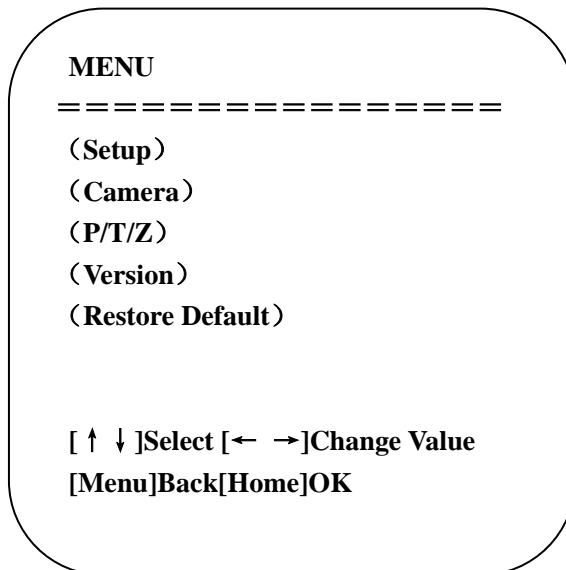 MENU
================
（Setup）
（Camera）
（P/T/Z）
（Version）
（Restore Default）
[↑ ↓]Select [← →]Change Value
[Menu]Back[Home]OK